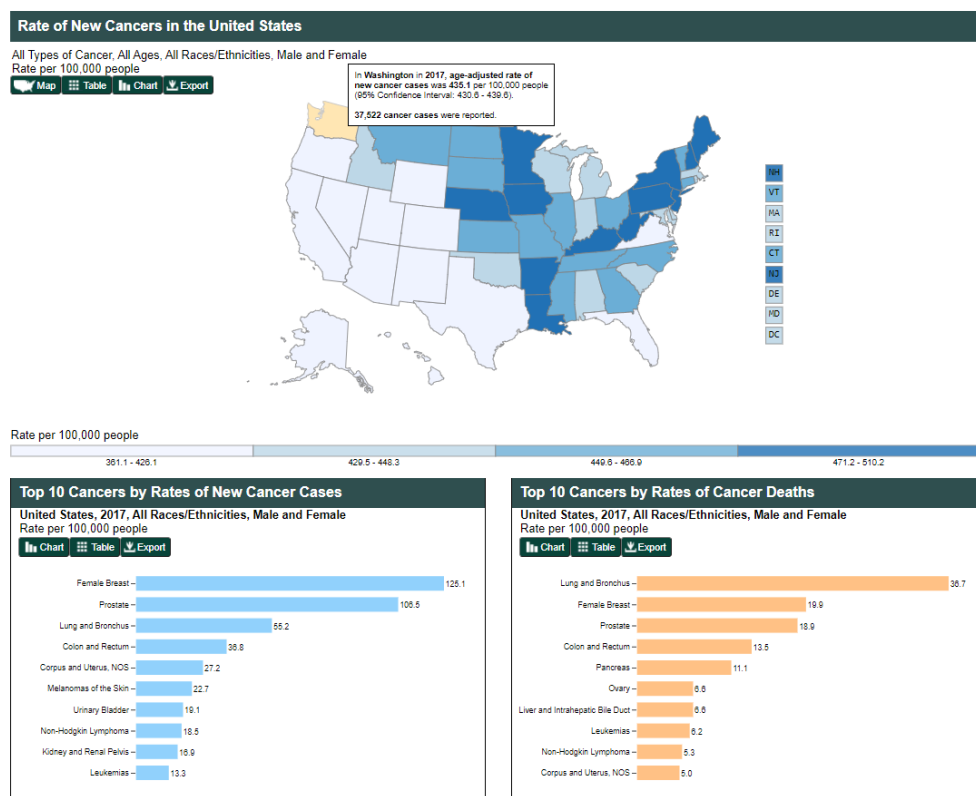 Rate of New Cancers in the United States
All Types of Cancer, All Ages, All Races/Ethnicities, Male and Female
Rate per 100,000 people
Map Table Chart Export
In Washington in 2017, age-adjusted rate of
new cancer cases was 435.1 per 100,000 people
(95% Confidence Interval: 430.6 - 439.6).
37,522 cancer cases were reported.
NH
VT
MA
RI
CT
NJ
DE
MD
DC
Rate per 100,000 people
361.1 - 426.1 429.5 - 448.3 449.6 - 466.9 471.2 - 510.2
Top 10 Cancers by Rates of New Cancer Cases
United States, 2017, All Races/Ethnicities, Male and Female
Rate per 100,000 people
Chart Table Export
Female Breast 125.1
Prostate 106.5
Lung and Bronchus 55.2
Colon and Rectum 36.8
Corpus and Uterus, NOS 27.2
Melanomas of the Skin 22.7
Urinary Bladder 19.1
Non-Hodgkin Lymphoma 18.5
Kidney and Renal Pelvis 16.9
Leukemias 13.3
Top 10 Cancers by Rates of Cancer Deaths
United States, 2017, All Races/Ethnicities, Male and Female
Rate per 100,000 people
Chart Table Export
Lung and Bronchus 36.7
Female Breast 19.9
Prostate 18.9
Colon and Rectum 13.5
Pancreas 11.1
Ovary 6.6
Liver and Intrahepatic Bile Duct 6.6
Leukemias 6.2
Non-Hodgkin Lymphoma 5.3
Corpus and Uterus, NOS 5.0